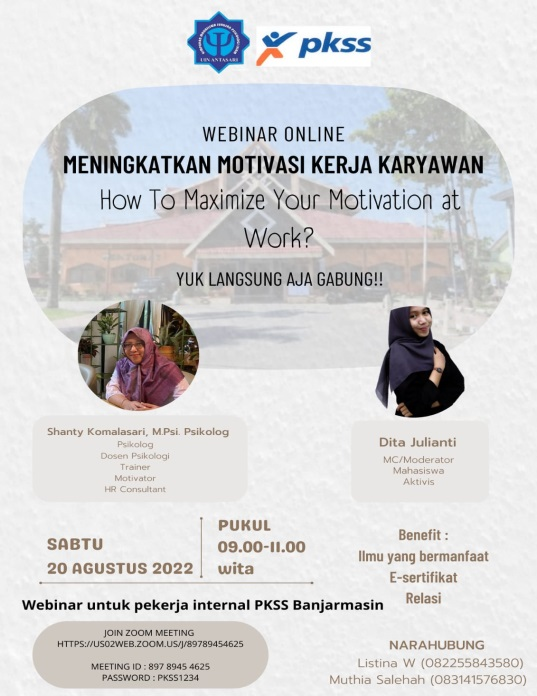 UIN ANTASARI
pkss
WEBINAR ONLINE
MENINGKATKAN MOTIVASI KERJA KARYAWAN
How To Maximize Your Motivation at
Work?
YUK LANGSUNG AJA GABUNG!!
Shanty Komalasari, M.Psi. Psikolog
Psikolog
Dosen Psikologi
Trainer
Motivator
HR Consultant
Dita Julianti
MC/Moderator
Mahasiswa
Aktivis
SABTU
20 AGUSTUS 2022
PUKUL
09.00-11.00
wita
Benefit :
Ilmu yang bermanfaat
E-sertifikat
Relasi
Webinar untuk pekerja internal PKSS Banjarmasin
JOIN ZOOM MEETING
HTTPS://US02WEB.ZOOM.US/J/89789454625
MEETING ID : 897 8945 4625
PASSWORD : PKSS1234
NARAHUBUNG
Listina W (082255843580)
Muthia Salehah (083141576830)